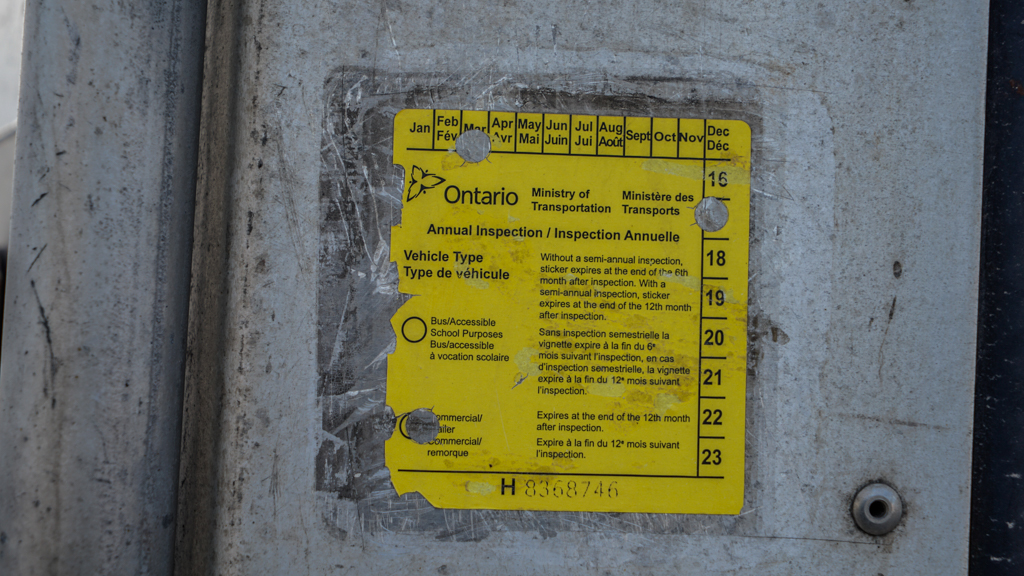 Jan Feb Mar Apr May Jun Jul Aug Sept Oct Nov Dec
Fév Avr Mai Juin Jui Août Déc
16
Ontario
Ministry of Transportation
Ministère des Transports
Annual Inspection / Inspection Annuelle
Vehicle Type
Type de véhicule
Without a semi-annual inspection,
sticker expires at the end of the 6th
month after inspection. With a
semi-annual inspection, sticker
expires at the end of the 12th month
after inspection.
18
19
Bus/Accessible
School Purposes
Bus/accessible
à vocation scolaire
Sans inspection semestrielle la
vignette expire à la fin du 6ᵉ
mois suivant l'inspection, en cas
d'inspection semestrielle, la vignette
expire à la fin du 12ᵉ mois suivant
l'inspection.
20
21
ommercial/
ailer
ommercial/
remorque
Expires at the end of the 12th month
after inspection.
Expire à la fin du 12ᵉ mois suivant
l'inspection.
22
23
H 8368746